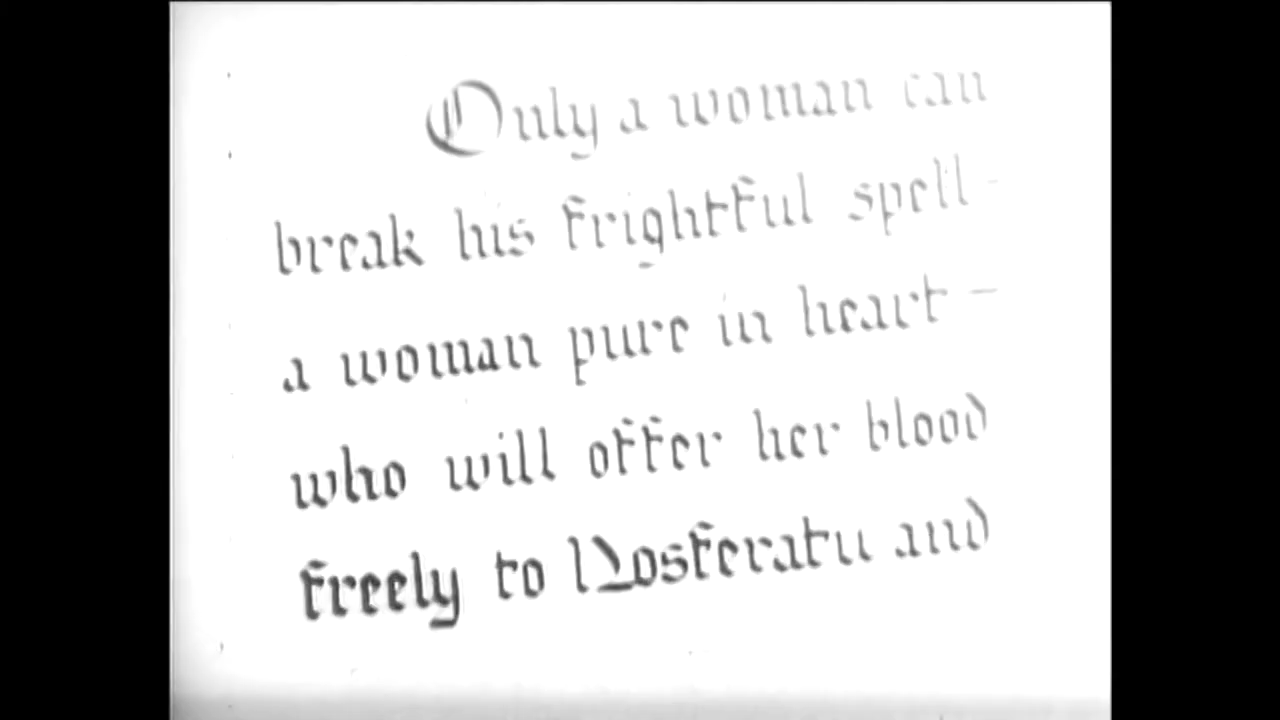 Only a woman can
break his frightful spell -
a woman pure in heart -
who will offer her blood
freely to Nosferatu and